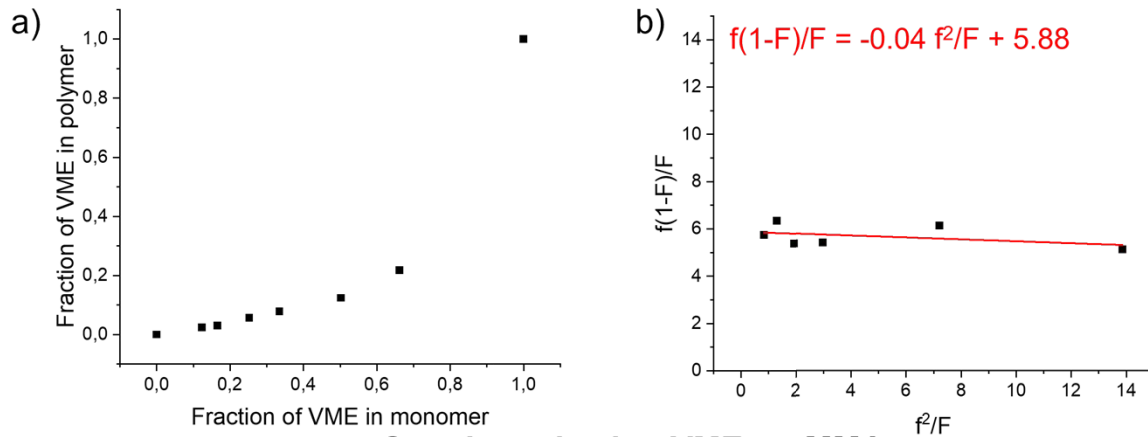 a)
Fraction of VME in polymer
1,0
0,8
0,6
0,4
0,2
0,0
0,0 0,2 0,4 0,6 0,8 1,0
Fraction of VME in monomer
b)
f(1-F)/F = -0.04 f²/F + 5.88
f(1-F)/F
14
12
10
8
6
4
2
0
0 2 4 6 8 10 12 14
f²/F